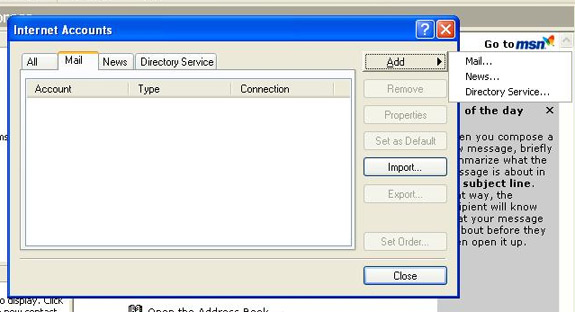 Internet Accounts
Go to msn
All
Mail
News
Directory Service
Add
Mail...
News...
Directory Service...
Account
Type
Connection
Remove
Properties
Set as Default
Import...
Export...
Set Order...
Close
of the day
en you compose a
message, briefly
mmarize what the
ssage is about in
subject line.
t way, the
ipient will know
at your message
bout before they
en open it up.
o display. Click
new contact
Open the Address Book...